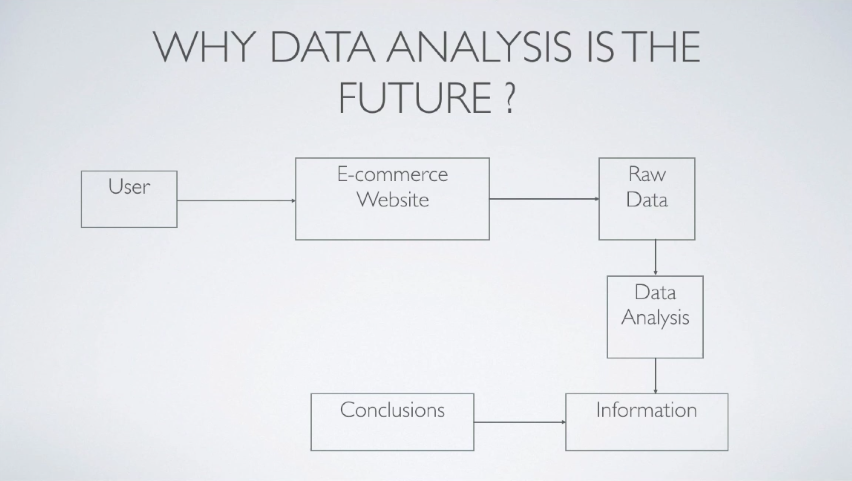 WHY DATA ANALYSIS IS THE
FUTURE ?
User
E-commerce
Website
Raw
Data
Data
Analysis
Conclusions
Information